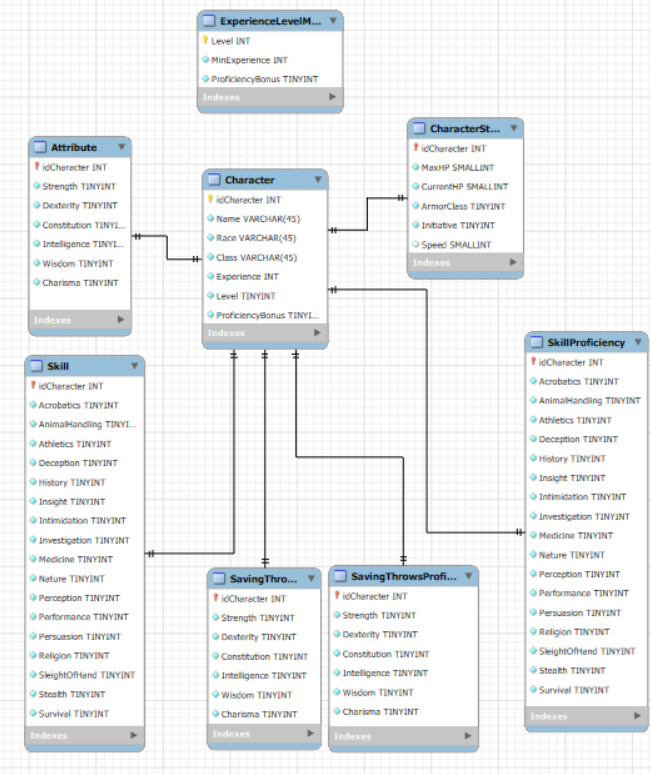 ExperienceLevelM...
Level INT
MinExperience INT
ProficiencyBonus TINYINT
Indexes
Attribute
idCharacter INT
Strength TINYINT
Dexterity TINYINT
Constitution TINYI...
Intelligence TINYI...
Wisdom TINYINT
Charisma TINYINT
Indexes
Character
idCharacter INT
Name VARCHAR(45)
Race VARCHAR(45)
Class VARCHAR(45)
Experience INT
Level TINYINT
ProficiencyBonus TINYI...
Indexes
CharacterSt...
idCharacter INT
MaxHP SMALLINT
CurrentHP SMALLINT
ArmorClass TINYINT
Initiative TINYINT
Speed SMALLINT
Indexes
Skill
idCharacter INT
Acrobatics TINYINT
AnimalHandling TINYI...
Athletics TINYINT
Deception TINYINT
History TINYINT
Insight TINYINT
Intimidation TINYINT
Investigation TINYINT
Medicine TINYINT
Nature TINYINT
Perception TINYINT
Performance TINYINT
Persuasion TINYINT
Religion TINYINT
SleightOfHand TINYINT
Stealth TINYINT
Survival TINYINT
Indexes
SavingThro...
idCharacter INT
Strength TINYINT
Dexterity TINYINT
Constitution TINYINT
Intelligence TINYINT
Wisdom TINYINT
Charisma TINYINT
Indexes
SavingThrowsProfi...
idCharacter INT
Strength TINYINT
Dexterity TINYINT
Constitution TINYINT
Intelligence TINYINT
Wisdom TINYINT
Charisma TINYINT
Indexes
SkillProficiency
idCharacter INT
Acrobatics TINYINT
AnimalHandling TINYINT
Athletics TINYINT
Deception TINYINT
History TINYINT
Insight TINYINT
Intimidation TINYINT
Investigation TINYINT
Medicine TINYINT
Nature TINYINT
Perception TINYINT
Performance TINYINT
Persuasion TINYINT
Religion TINYINT
SleightOfHand TINYINT
Stealth TINYINT
Survival TINYINT
Indexes